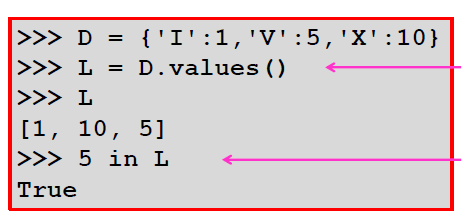 >>> D = {'I':1,'V':5,'X':10}
>>> L = D.values()
>>> L
[1, 10, 5]
>>> 5 in L
True